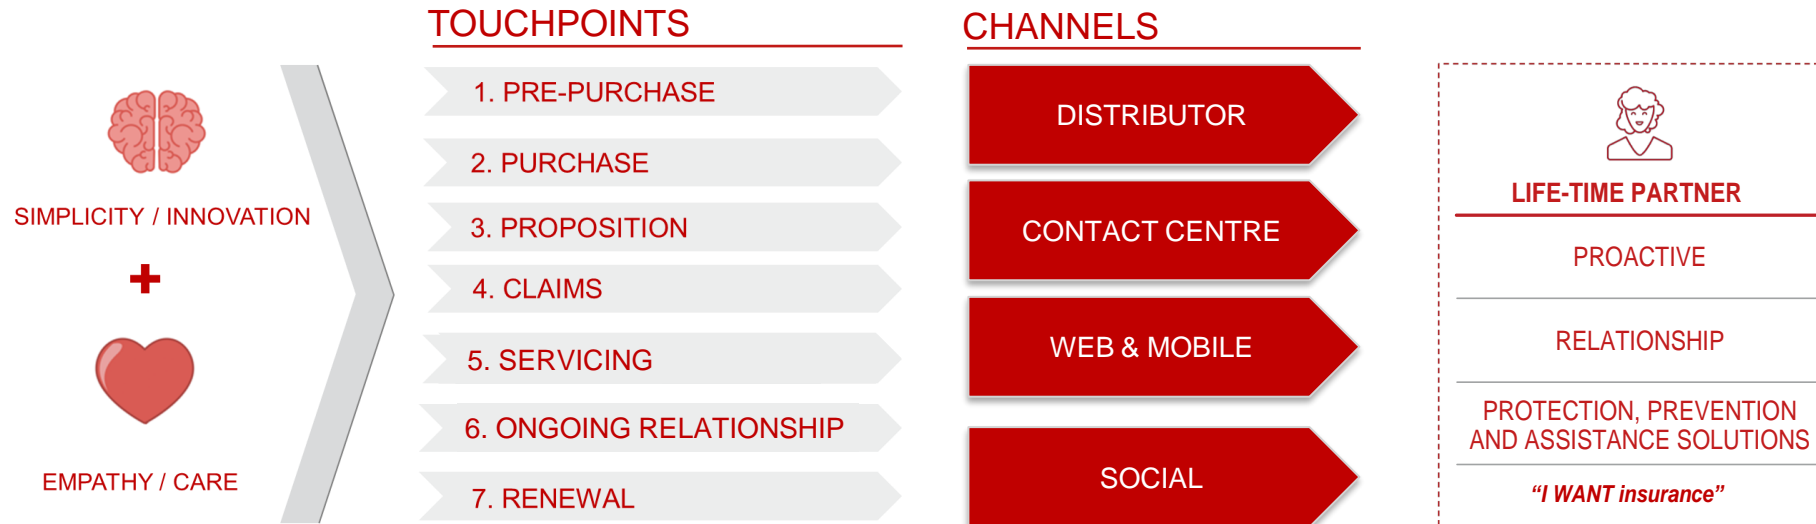 TOUCHPOINTS
CHANNELS
SIMPLICITY / INNOVATION
EMPATHY / CARE
1. PRE-PURCHASE
2. PURCHASE
3. PROPOSITION
4. CLAIMS
5. SERVICING
6. ONGOING RELATIONSHIP
7. RENEWAL
DISTRIBUTOR
CONTACT CENTRE
WEB & MOBILE
SOCIAL
LIFE-TIME PARTNER
PROACTIVE
RELATIONSHIP
PROTECTION, PREVENTION
AND ASSISTANCE SOLUTIONS
“I WANT insurance”